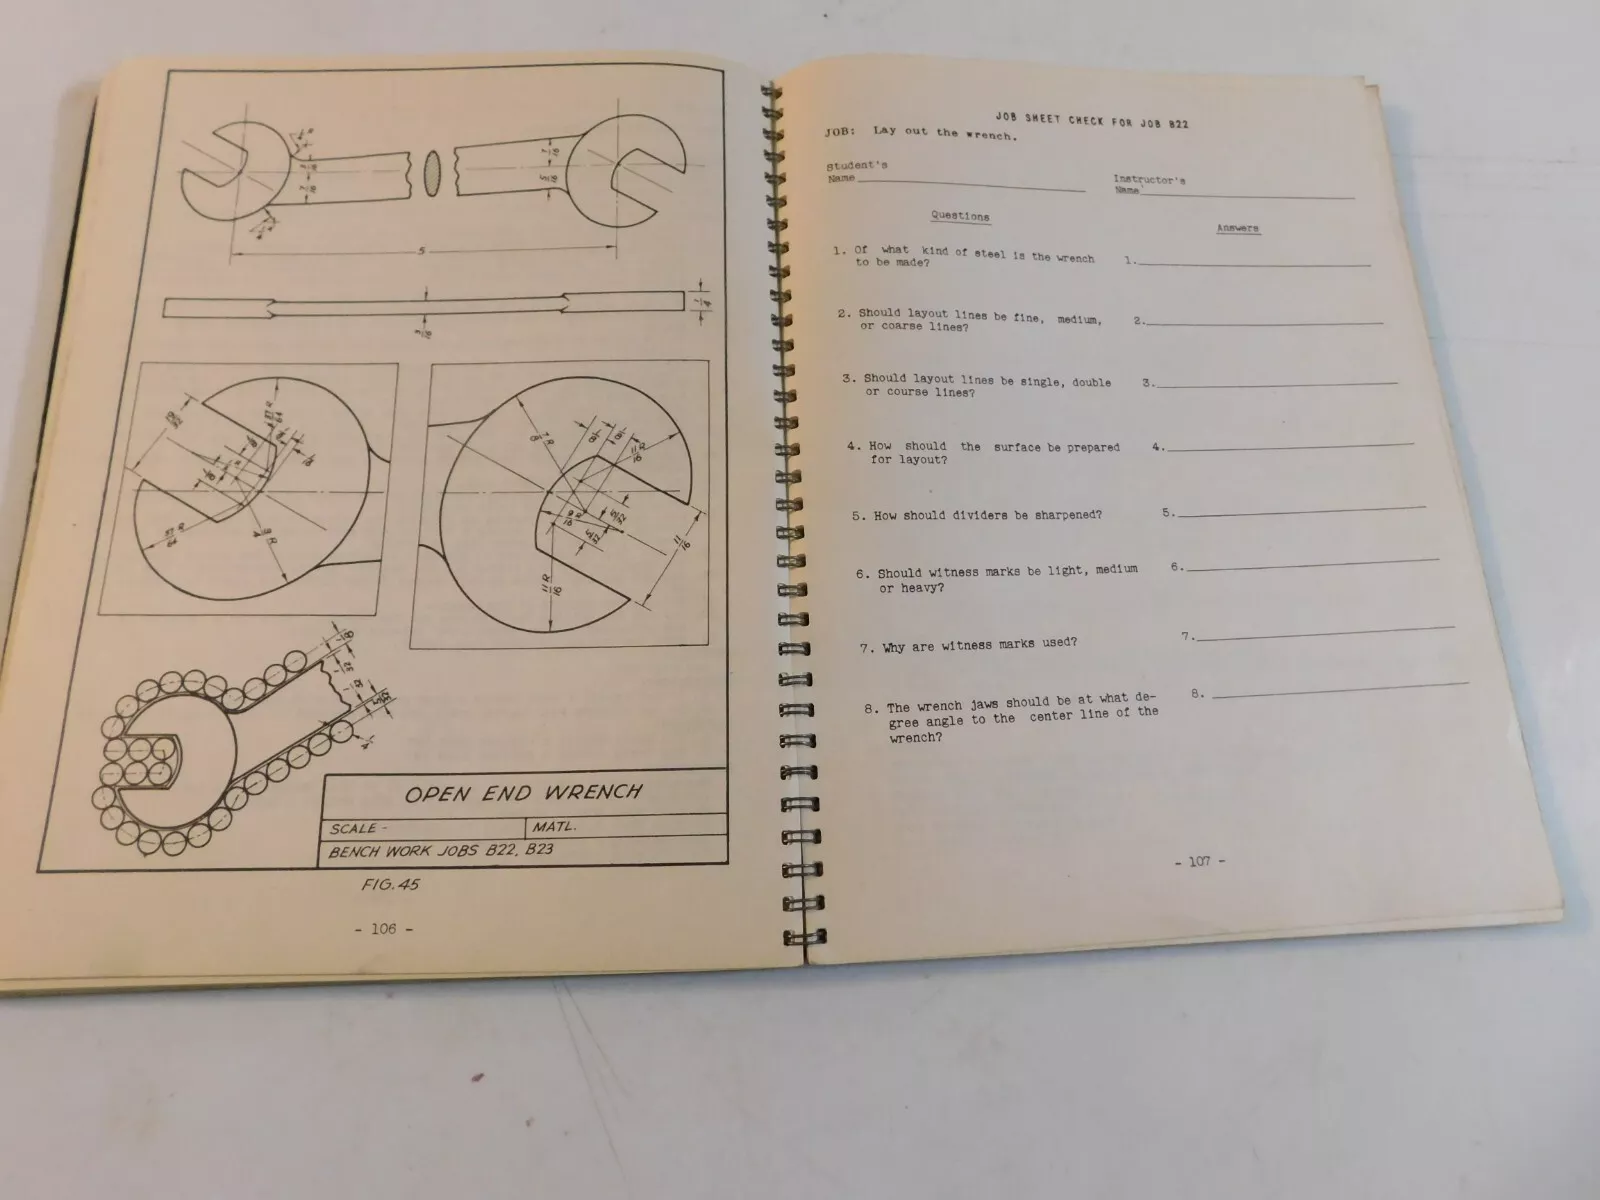 5
OPEN END WRENCH
SCALE -
MATL.
BENCH WORK JOBS B22, B23
FIG. 45
- 106 -
JOB SHEET CHECK FOR JOB B22
JOB: Lay out the wrench.
Student's
Name
Instructor's
Name
Questions
Answers
1. Of what kind of steel is the wrench
to be made?
1.
2. Should layout lines be fine, medium,
or coarse lines?
2.
3. Should layout lines be single, double
or course lines?
3.
4. How should the surface be prepared
for layout?
4.
5. How should dividers be sharpened?
5.
6. Should witness marks be light, medium
or heavy?
6.
7. Why are witness marks used?
7.
8. The wrench jaws should be at what de-
gree angle to the center line of the
wrench?
8.
- 107 -